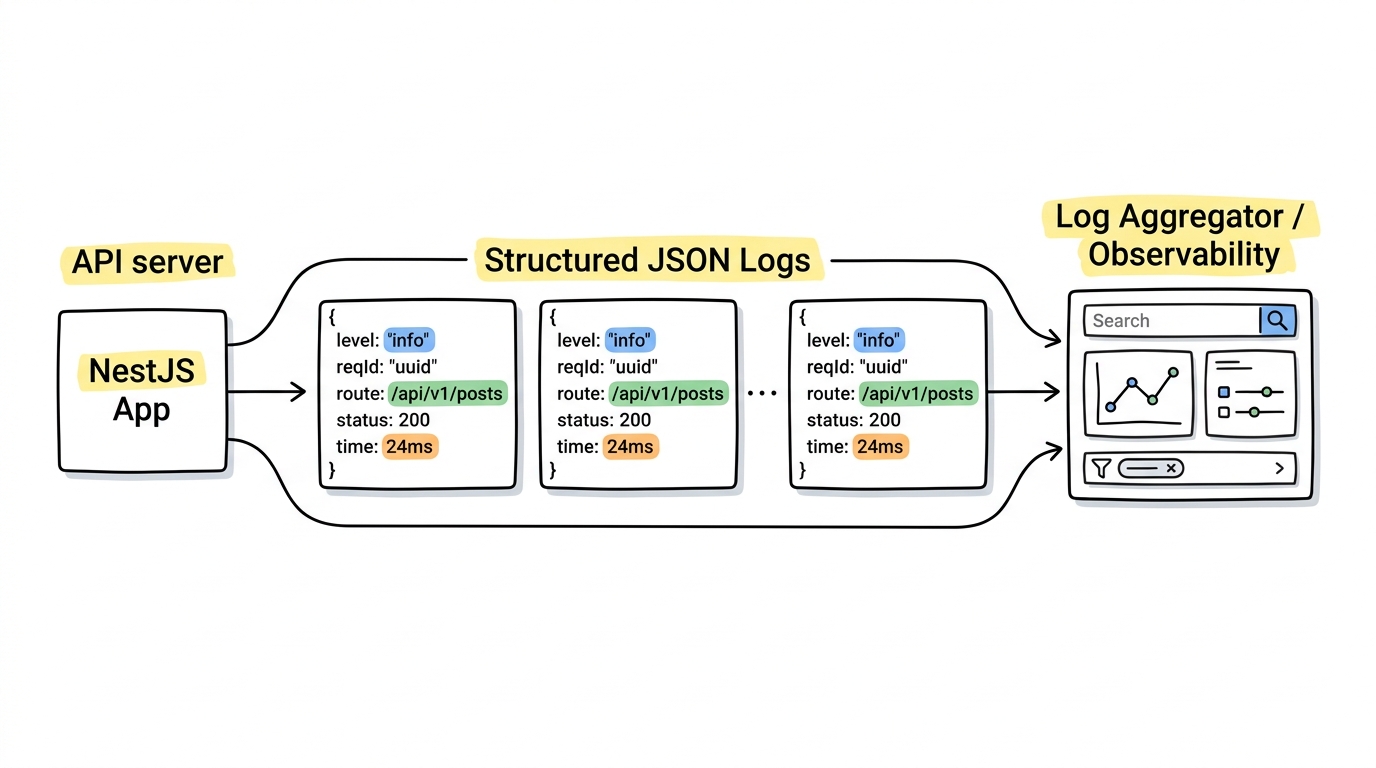 API server
NestJS
App
Structured JSON Logs
{
level: "info"
reqId: "uuid"
route: /api/v1/posts
status: 200
time: 24ms
}
{
level: "info"
reqId: "uuid"
route: /api/v1/posts
status: 200
time: 24ms
}
...
{
level: "info"
reqId: "uuid"
route: /api/v1/posts
status: 200
time: 24ms
}
Log Aggregator /
Observability
Search